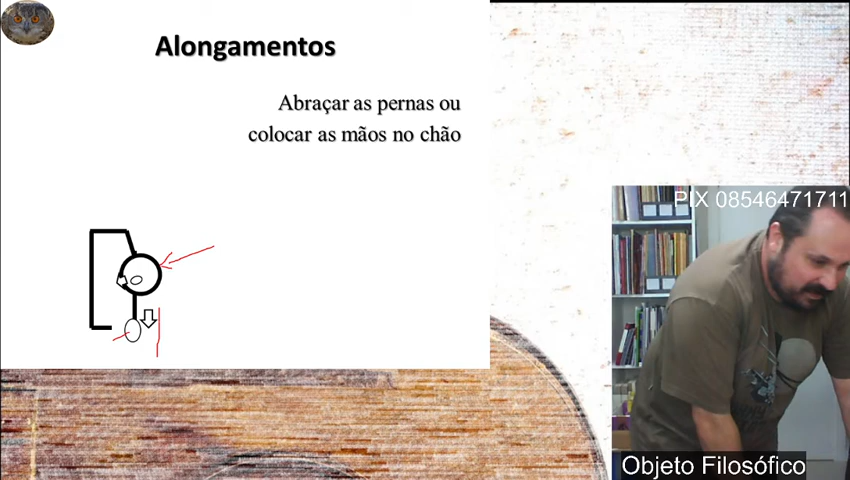 Alongamentos
Abraçar as pernas ou
colocar as mãos no chão
PIX 08546471711
Objeto Filosófico